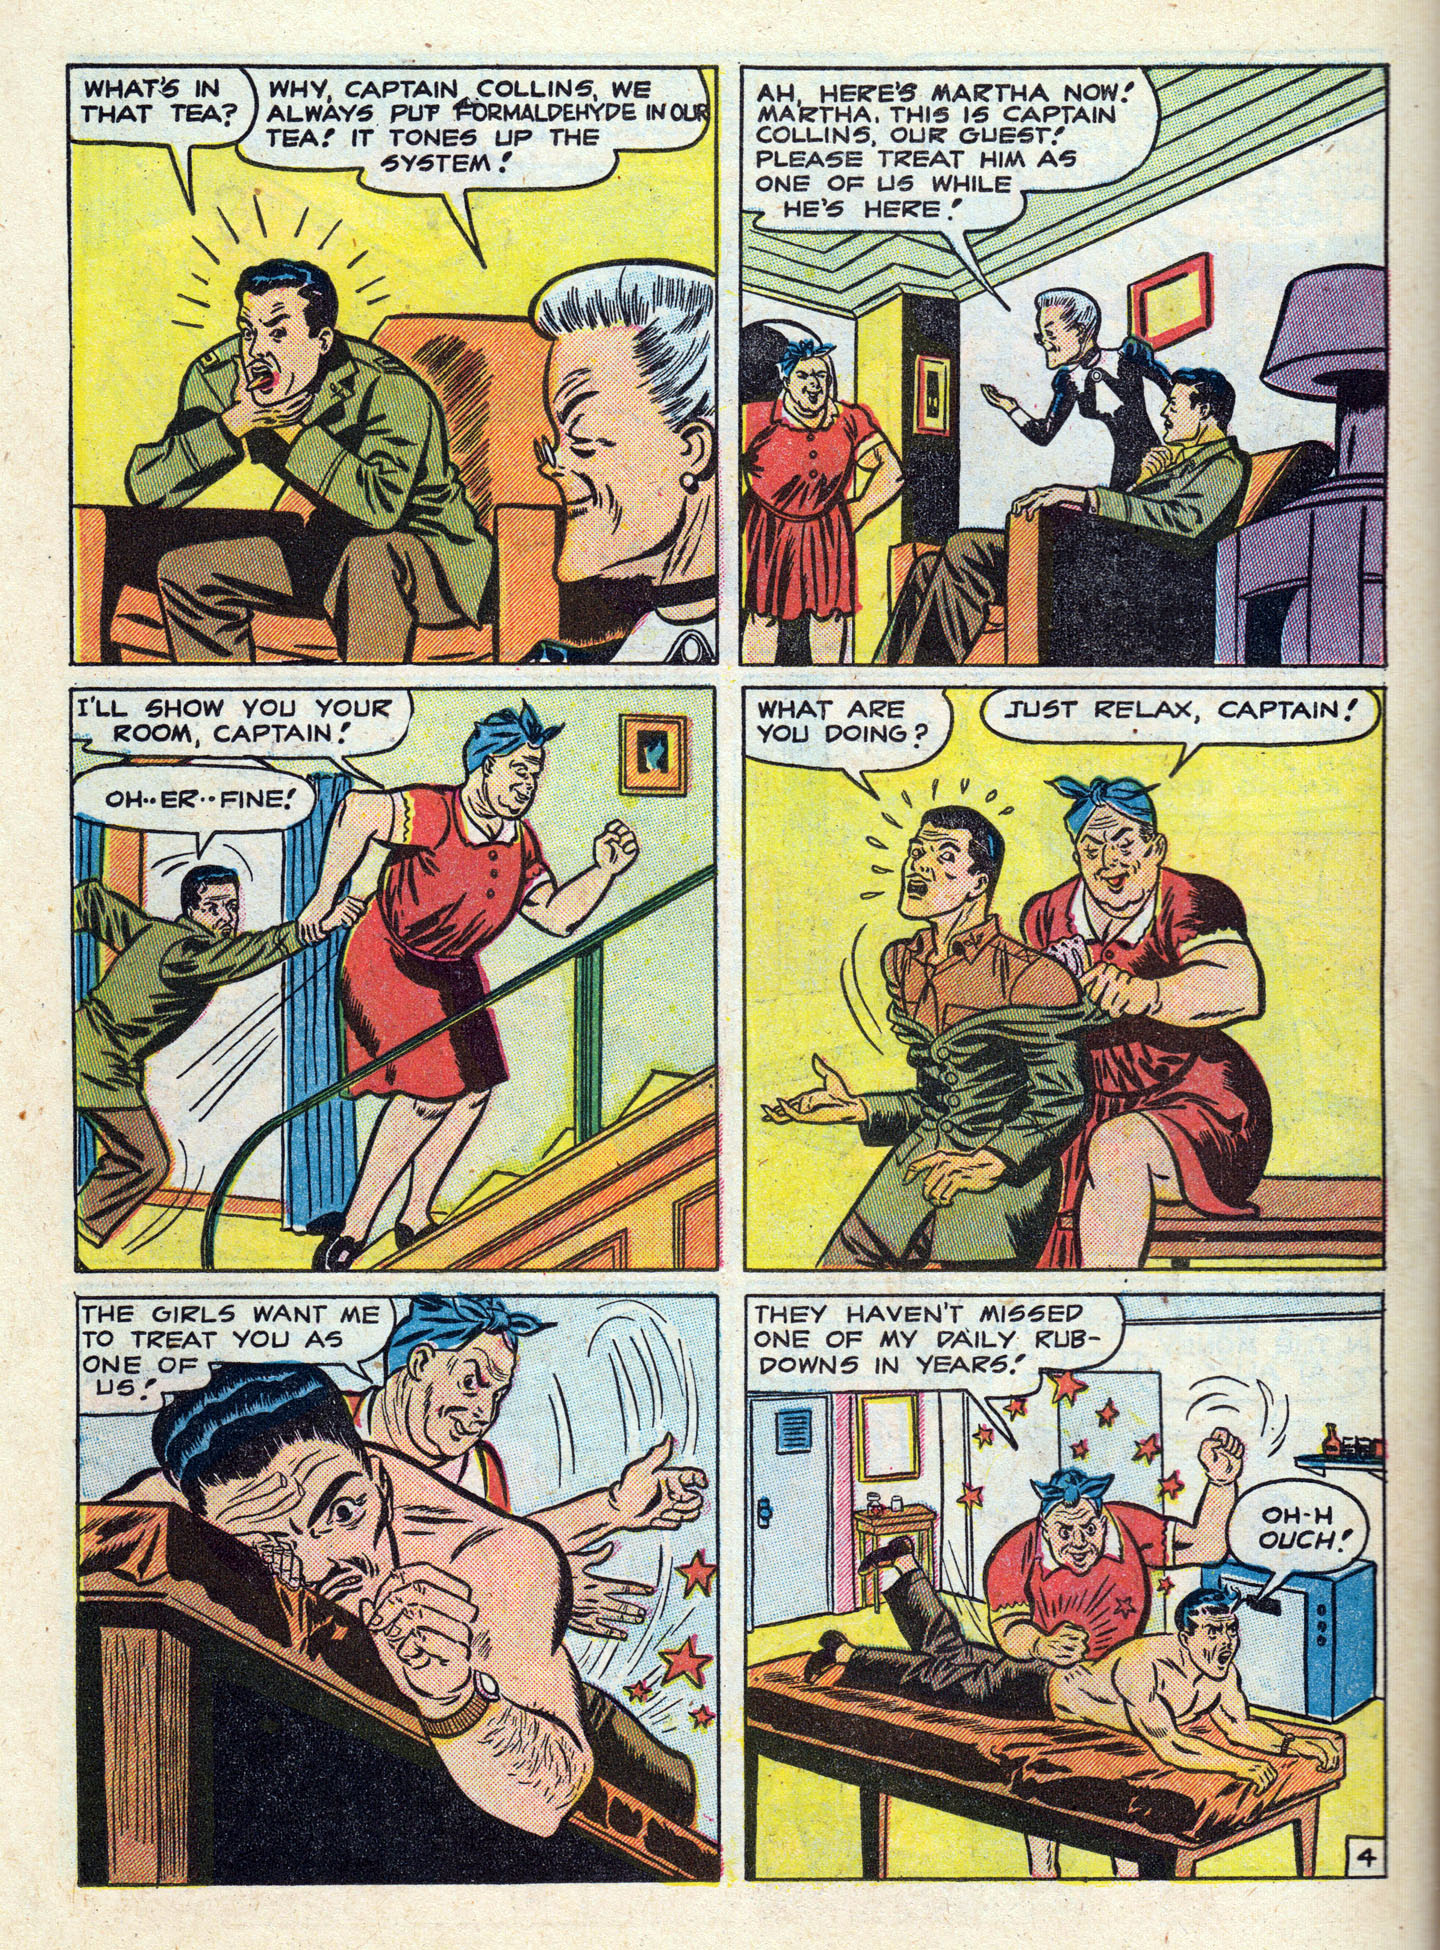 WHAT'S IN
THAT TEA?
WHY, CAPTAIN COLLINS, WE
ALWAYS PUT FORMALDEHYDE IN OUR
TEA! IT TONES UP THE
SYSTEM!
AH, HERE'S MARTHA NOW!
MARTHA, THIS IS CAPTAIN
COLLINS, OUR GUEST!
PLEASE TREAT HIM AS
ONE OF US WHILE
HE'S HERE!
I'LL SHOW YOU YOUR
ROOM, CAPTAIN!
OH··ER··FINE!
WHAT ARE
YOU DOING?
JUST RELAX, CAPTAIN!
THE GIRLS WANT ME
TO TREAT YOU AS
ONE OF
US!
THEY HAVEN'T MISSED
ONE OF MY DAILY RUB-
DOWNS IN YEARS!
OH-H
OUCH!
4